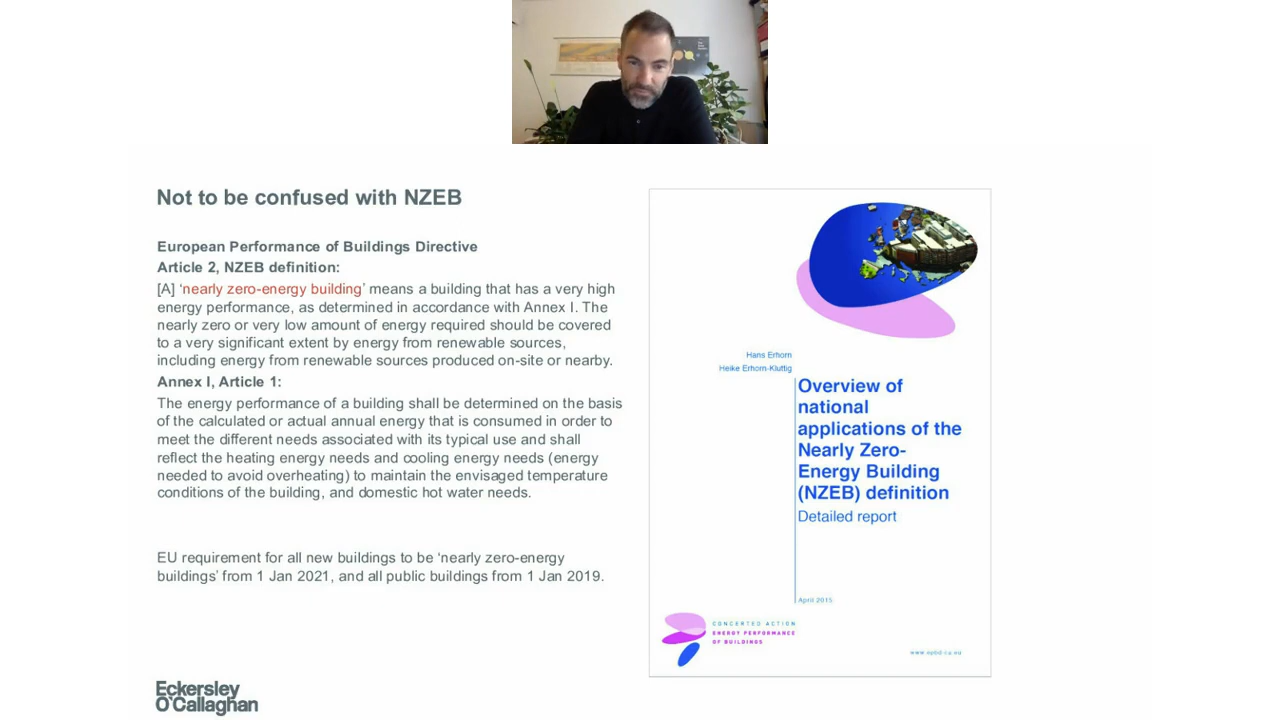 Not to be confused with NZEB
European Performance of Buildings Directive
Article 2, NZEB definition:
[A] ‘nearly zero-energy building’ means a building that has a very high
energy performance, as determined in accordance with Annex I. The
nearly zero or very low amount of energy required should be covered
to a very significant extent by energy from renewable sources,
including energy from renewable sources produced on-site or nearby.
Annex I, Article 1:
The energy performance of a building shall be determined on the basis
of the calculated or actual annual energy that is consumed in order to
meet the different needs associated with its typical use and shall
reflect the heating energy needs and cooling energy needs (energy
needed to avoid overheating) to maintain the envisaged temperature
conditions of the building, and domestic hot water needs.
EU requirement for all new buildings to be ‘nearly zero-energy
buildings’ from 1 Jan 2021, and all public buildings from 1 Jan 2019.
Eckersley
O’Callaghan
Hans Erhorn
Heike Erhorn-Kluttig
Overview of
national
applications of the
Nearly Zero-
Energy Building
(NZEB) definition
Detailed report
April 2015
CONCERTED ACTION
ENERGY PERFORMANCE
OF BUILDINGS
www.epbd-ca.eu